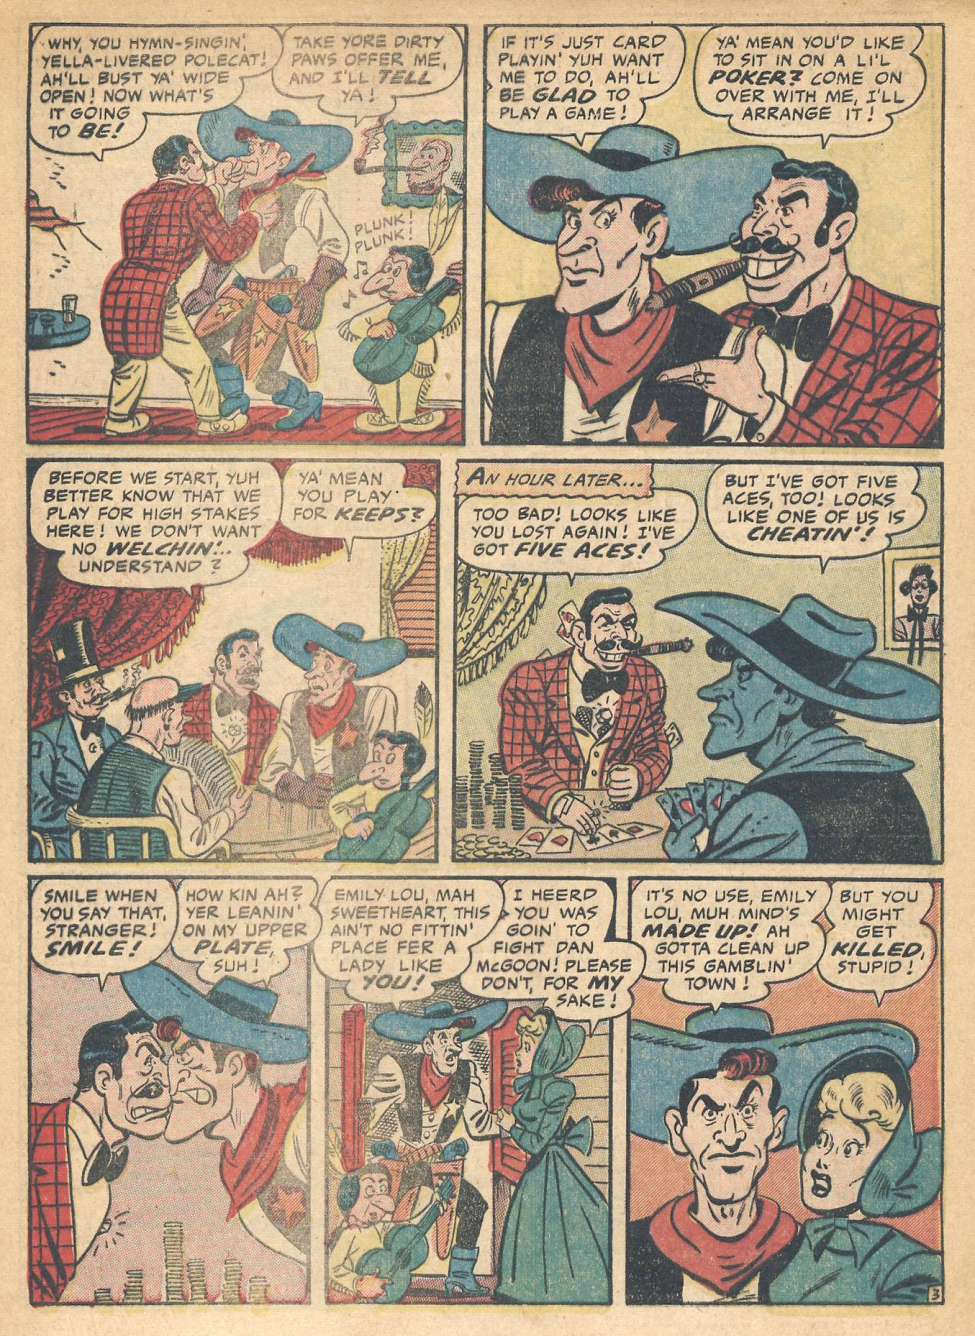 WHY, YOU HYMN-SINGIN',
YELLA-LIVERED POLECAT!
AH'LL BUST YA' WIDE
OPEN! NOW WHAT'S
IT GOING
TO BE!
TAKE YORE DIRTY
PAWS OFFER ME,
AND I'LL TELL
YA!
PLUNK!
PLUNK!
IF IT'S JUST CARD
PLAYIN' YUH WANT
ME TO DO, AH'LL
BE GLAD TO
PLAY A GAME!
YA' MEAN YOU'D LIKE
TO SIT IN ON A LI'L
POKER? COME ON
OVER WITH ME, I'LL
ARRANGE IT!
BEFORE WE START, YUH
BETTER KNOW THAT WE
PLAY FOR HIGH STAKES
HERE! WE DON'T WANT
NO WELCHIN'...
UNDERSTAND?
YA' MEAN
YOU PLAY
FOR KEEPS?
AN HOUR LATER...
TOO BAD! LOOKS LIKE
YOU LOST AGAIN! I'VE
GOT FIVE ACES!
BUT I'VE GOT FIVE
ACES, TOO! LOOKS
LIKE ONE OF US IS
CHEATIN'!
SMILE WHEN
YOU SAY THAT,
STRANGER!
SMILE!
HOW KIN AH?
YER LEANIN'
ON MY UPPER
PLATE,
SUH!
EMILY LOU, MAH
SWEETHEART, THIS
AIN'T NO FITTIN'
PLACE FER A
LADY LIKE
YOU!
I HEERD
YOU WAS
GOIN' TO
FIGHT DAN
McGOON! PLEASE
DON'T, FOR MY
SAKE!
IT'S NO USE, EMILY
LOU, MUH MIND'S
MADE UP! AH
GOTTA CLEAN UP
THIS GAMBLIN'
TOWN!
BUT YOU
MIGHT
GET
KILLED,
STUPID!
3